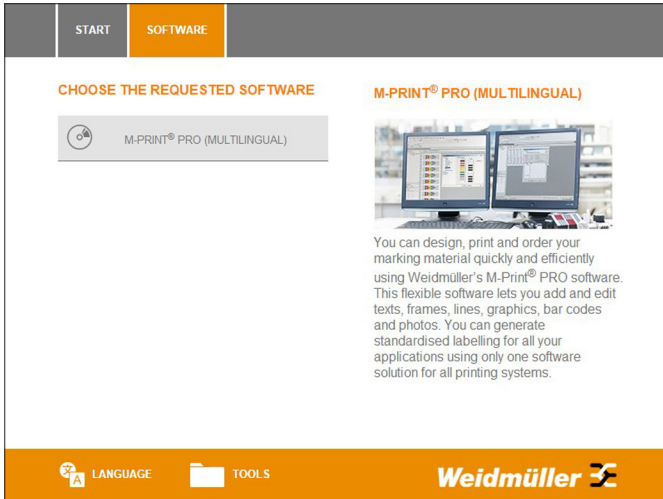 START
SOFTWARE
CHOOSE THE REQUESTED SOFTWARE
M-PRINT® PRO (MULTILINGUAL)
M-PRINT® PRO (MULTILINGUAL)
You can design, print and order your
marking material quickly and efficiently
using Weidmüller's M-Print® PRO software.
This flexible software lets you add and edit
texts, frames, lines, graphics, bar codes
and photos. You can generate
standardised labelling for all your
applications using only one software
solution for all printing systems.
LANGUAGE
TOOLS
Weidmüller